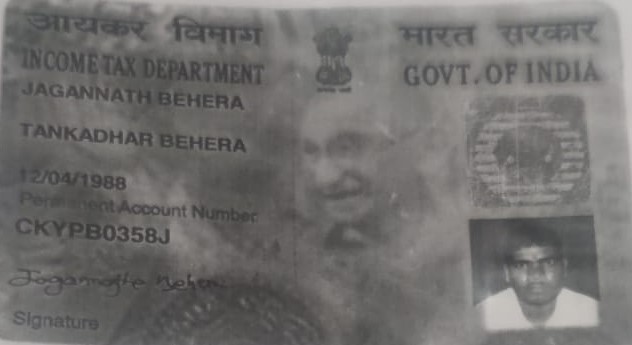 आयकर विभाग
भारत सरकार
INCOME TAX DEPARTMENT
GOVT. OF INDIA
JAGANNATH BEHERA
TANKADHAR BEHERA
12/04/1988
Permanent Account Number
CKYPB0358J
Signature